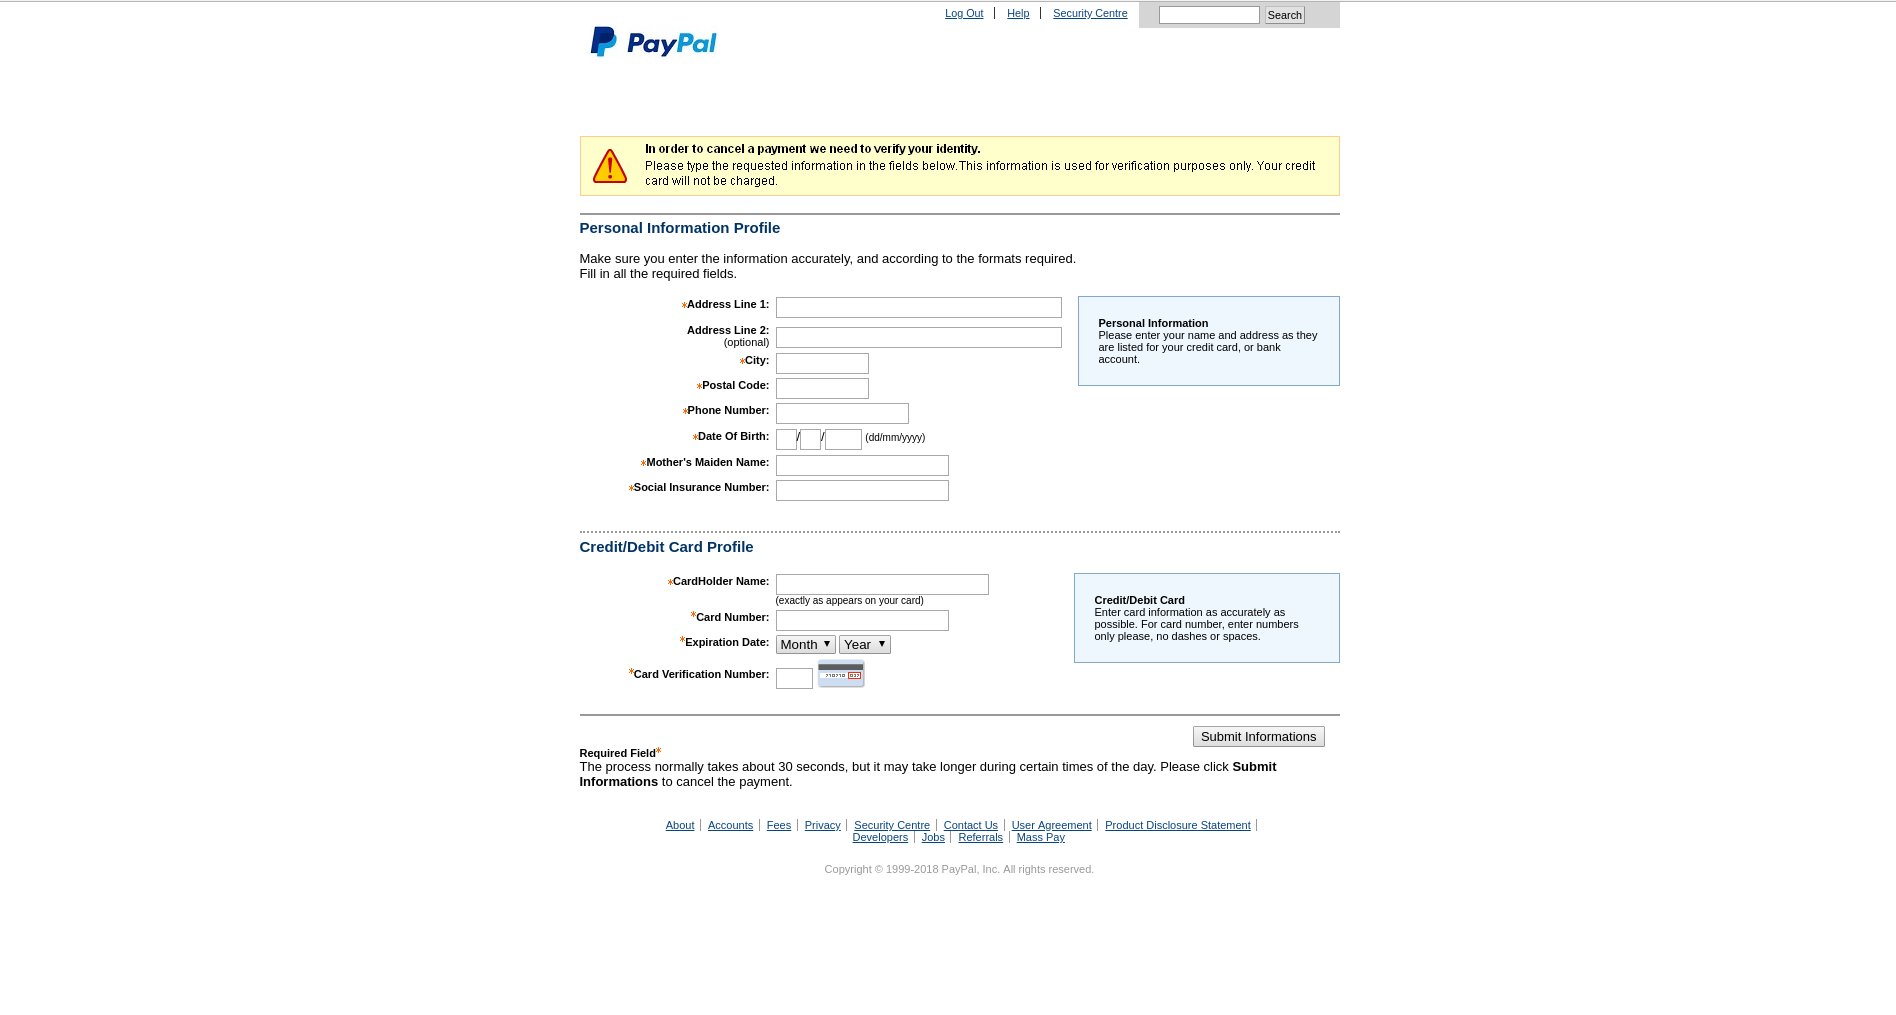 Log Out Help Security Centre Search
PayPal
In order to cancel a payment we need to verify your identity.
Please type the requested information in the fields below.This information is used for verification purposes only. Your credit
card will not be charged.
Personal Information Profile
Make sure you enter the information accurately, and according to the formats required.
Fill in all the required fields.
*Address Line 1:
Address Line 2:
(optional)
*City:
*Postal Code:
*Phone Number:
*Date Of Birth: / / (dd/mm/yyyy)
*Mother's Maiden Name:
*Social Insurance Number:
Personal Information
Please enter your name and address as they
are listed for your credit card, or bank
account.
Credit/Debit Card Profile
*CardHolder Name:
(exactly as appears on your card)
*Card Number:
*Expiration Date: Month Year
*Card Verification Number:
Credit/Debit Card
Enter card information as accurately as
possible. For card number, enter numbers
only please, no dashes or spaces.
Submit Informations
Required Field*
The process normally takes about 30 seconds, but it may take longer during certain times of the day. Please click Submit
Informations to cancel the payment.
About Accounts Fees Privacy Security Centre Contact Us User Agreement Product Disclosure Statement
Developers Jobs Referrals Mass Pay
Copyright © 1999-2018 PayPal, Inc. All rights reserved.